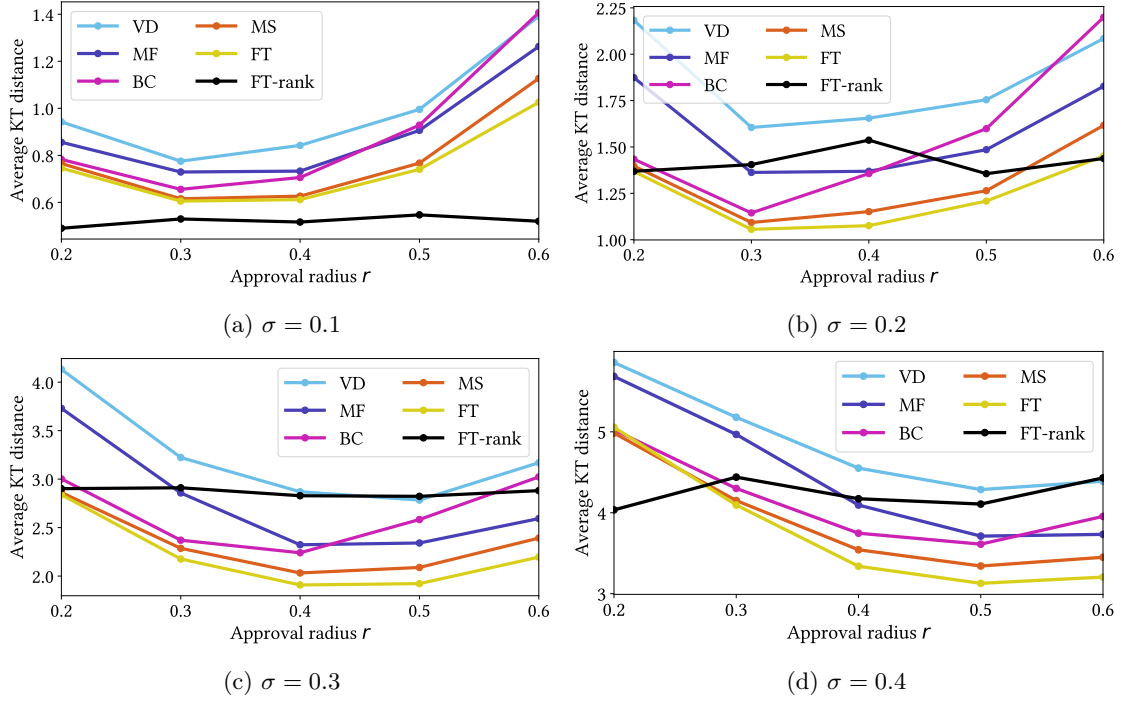 1.4
1.2
1.0
0.8
0.6
Average KT distance
VD
MF
BC
MS
FT
FT-rank
0.2
0.3
0.4
0.5
0.6
Approval radius r
(a) σ = 0.1
2.25
2.00
1.75
1.50
1.25
1.00
Average KT distance
VD
MF
BC
MS
FT
FT-rank
0.2
0.3
0.4
0.5
0.6
Approval radius r
(b) σ = 0.2
4.0
3.5
3.0
2.5
2.0
Average KT distance
VD
MF
BC
MS
FT
FT-rank
0.2
0.3
0.4
0.5
0.6
Approval radius r
(c) σ = 0.3
5
4
3
Average KT distance
VD
MF
BC
MS
FT
FT-rank
0.2
0.3
0.4
0.5
0.6
Approval radius r
(d) σ = 0.4